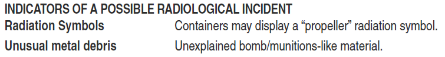 INDICATORS OF A POSSIBLE RADIOLOGICAL INCIDENT
Radiation Symbols Containers may display a “propeller” radiation symbol.
Unusual metal debris Unexplained bomb/munitions-like material.